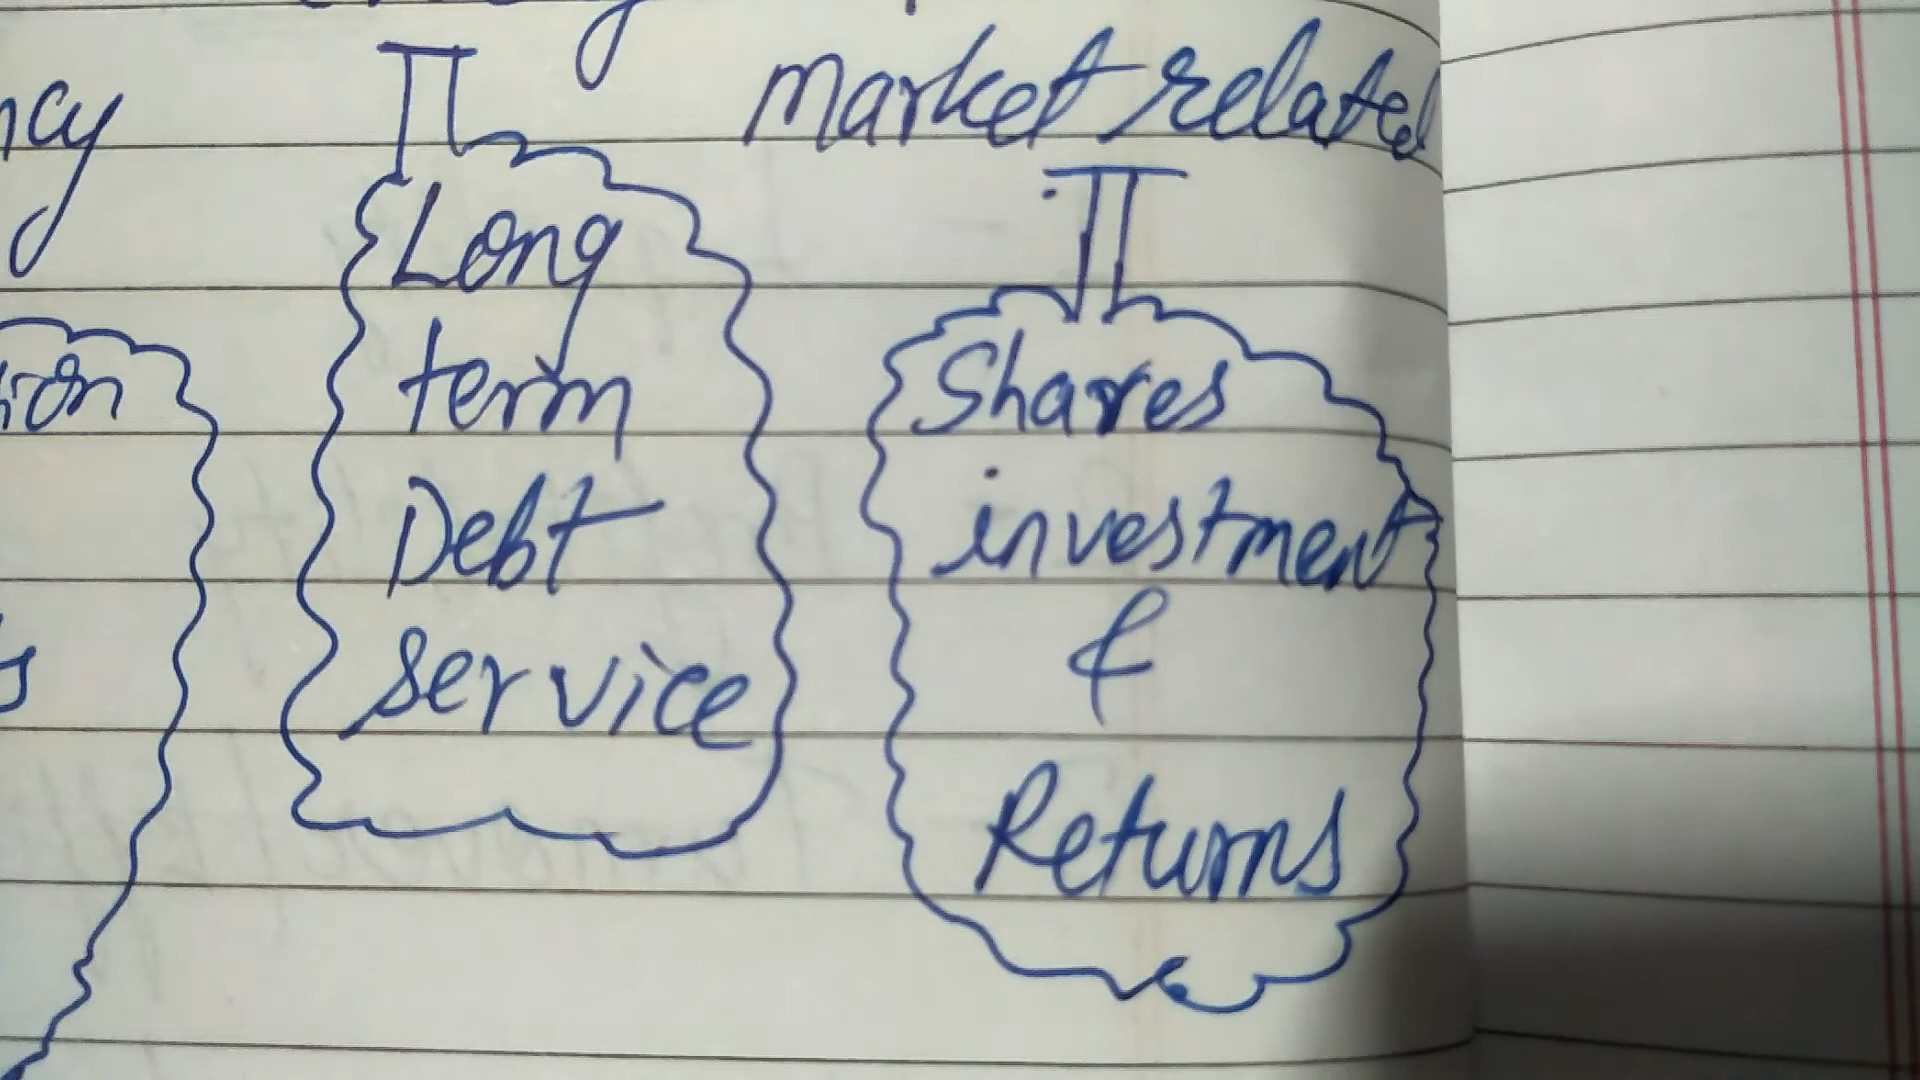 market related
Long
term
Debt
service
Shares
investment
&
Returns